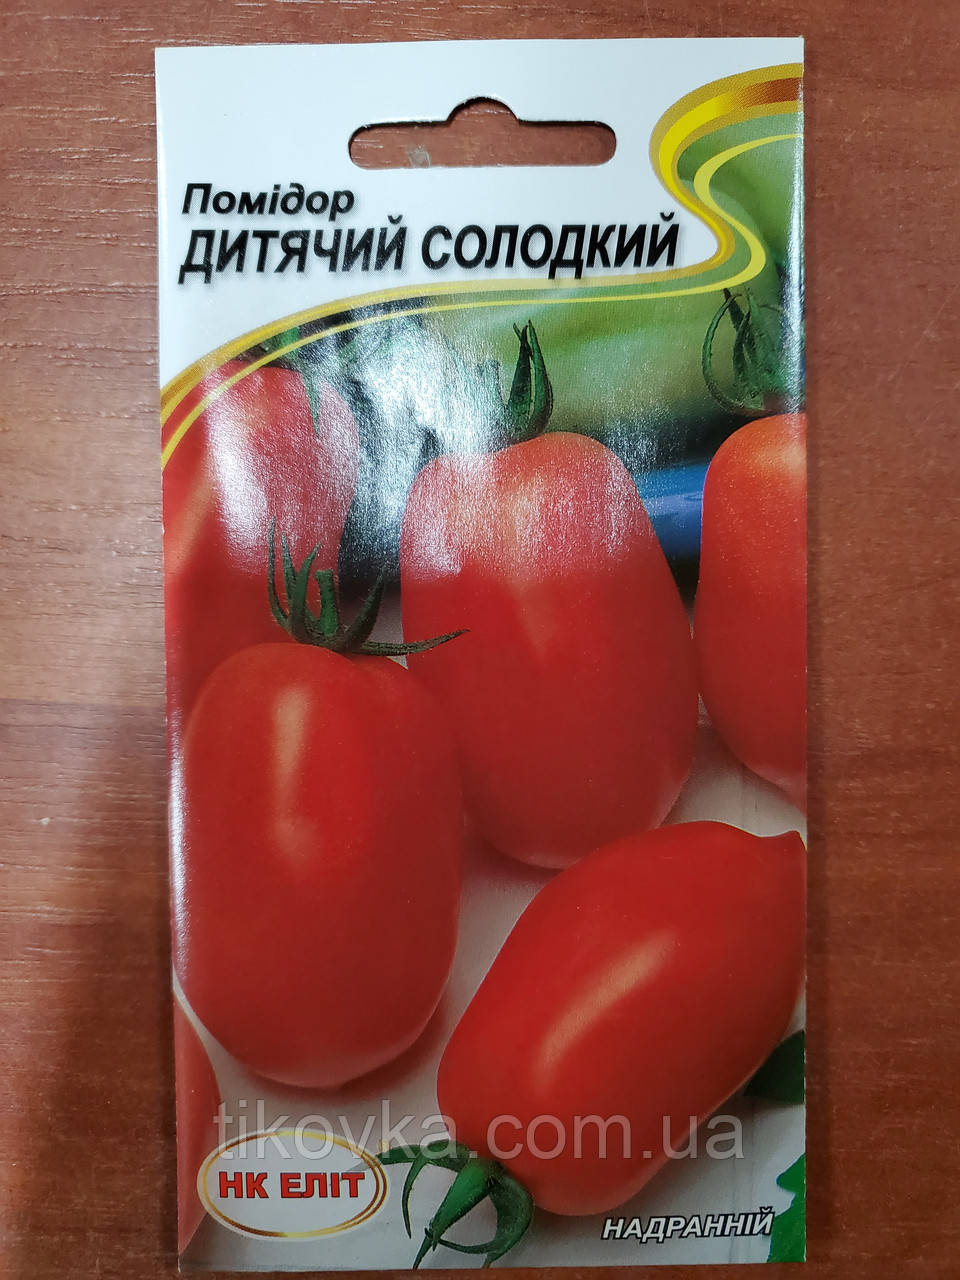 Помідор
ДИТЯЧИЙ СОЛОДКИЙ
tikovka.com.ua
НК ЕЛІТ
НАДРАННІЙ